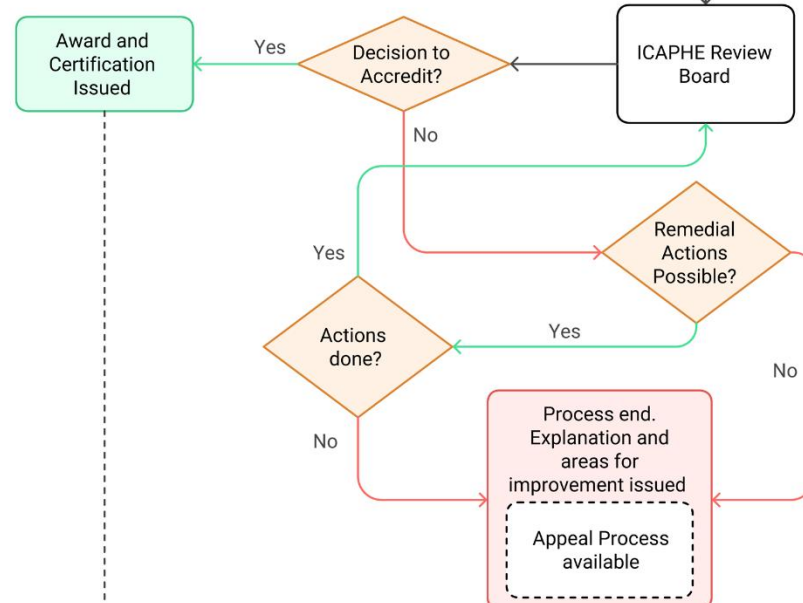 Award and
Certification
Issued
Yes
Decision to
Accredit?
ICAPHE Review
Board
No
Remedial
Actions
Possible?
Yes
Actions
done?
Yes
No
No
Process end.
Explanation and
areas for
improvement issued
Appeal Process
available